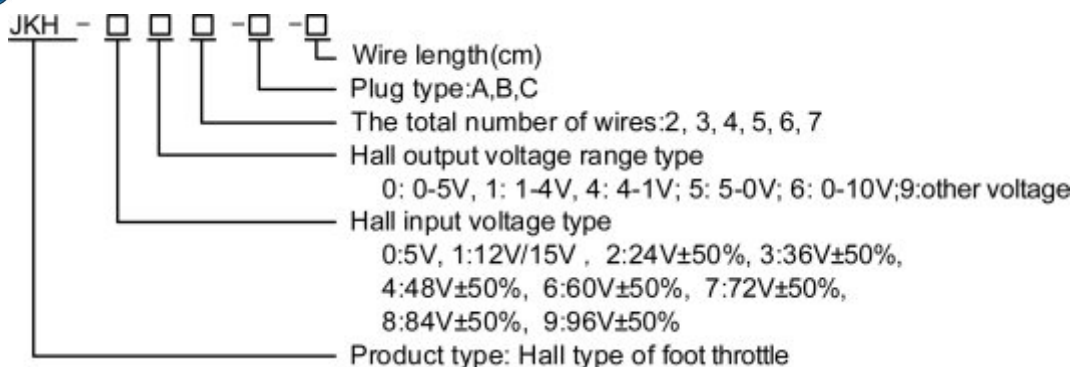 JKH - □ □ □ -□ -□
Wire length(cm)
Plug type:A,B,C
The total number of wires:2, 3, 4, 5, 6, 7
Hall output voltage range type
0: 0-5V, 1: 1-4V, 4: 4-1V; 5: 5-0V; 6: 0-10V;9:other voltage
Hall input voltage type
0:5V, 1:12V/15V , 2:24V±50%, 3:36V±50%,
4:48V±50%, 6:60V±50%, 7:72V±50%,
8:84V±50%, 9:96V±50%
Product type: Hall type of foot throttle